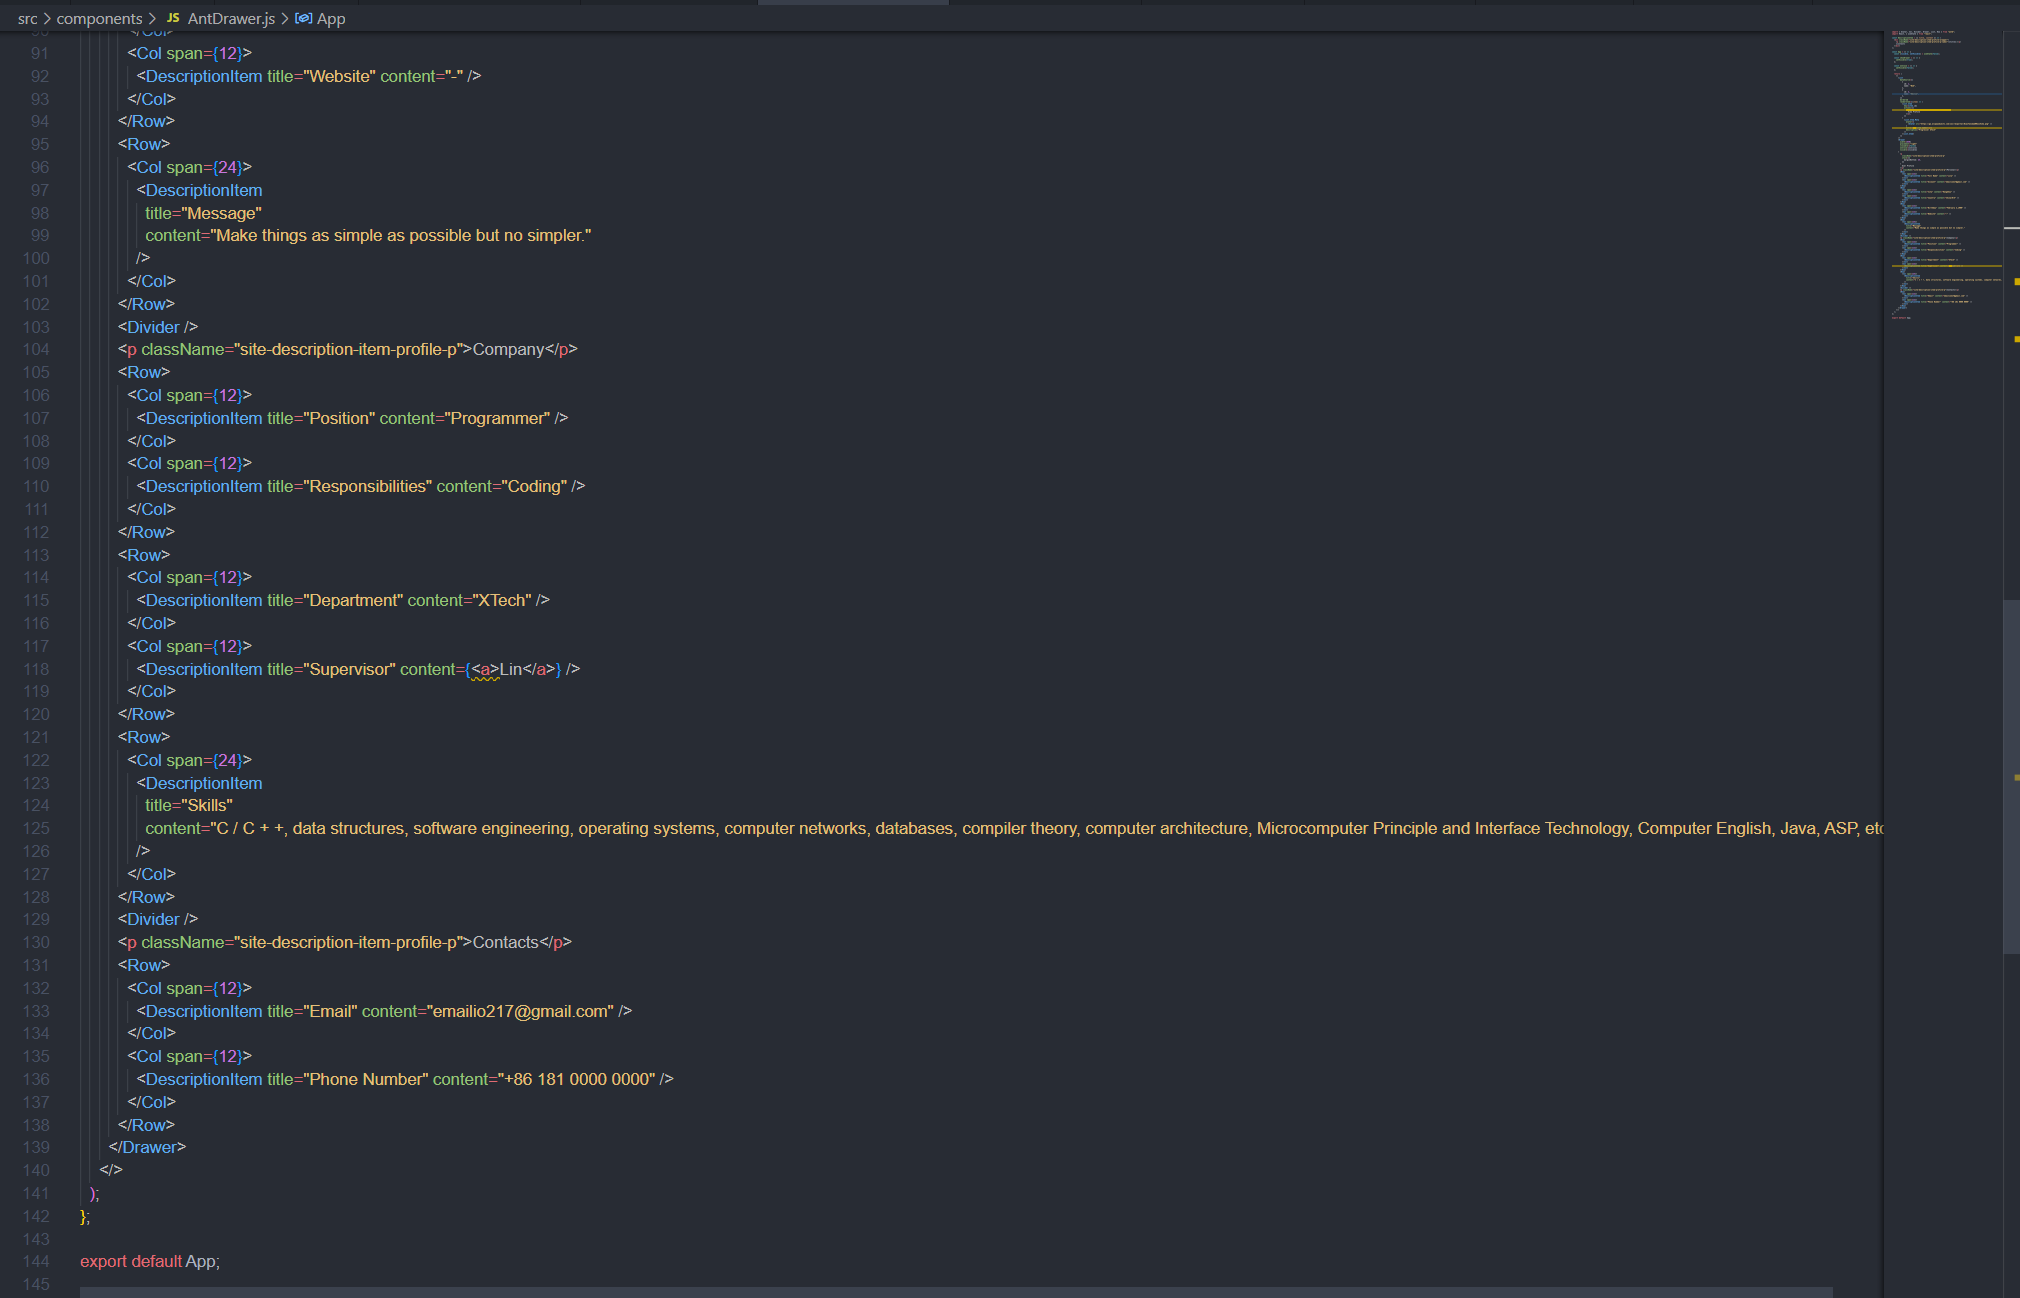 src > components > JS AntDrawer.js > App
90 </Col>
91 <Col span={12}>
92 <DescriptionItem title="Website" content="-" />
93 </Col>
94 </Row>
95 <Row>
96 <Col span={24}>
97 <DescriptionItem
98 title="Message"
99 content="Make things as simple as possible but no simpler."
100 />
101 </Col>
102 </Row>
103 <Divider />
104 <p className="site-description-item-profile-p">Company</p>
105 <Row>
106 <Col span={12}>
107 <DescriptionItem title="Position" content="Programmer" />
108 </Col>
109 <Col span={12}>
110 <DescriptionItem title="Responsibilities" content="Coding" />
111 </Col>
112 </Row>
113 <Row>
114 <Col span={12}>
115 <DescriptionItem title="Department" content="XTech" />
116 </Col>
117 <Col span={12}>
118 <DescriptionItem title="Supervisor" content={<a>Lin</a>} />
119 </Col>
120 </Row>
121 <Row>
122 <Col span={24}>
123 <DescriptionItem
124 title="Skills"
125 content="C / C + +, data structures, software engineering, operating systems, computer networks, databases, compiler theory, computer architecture, Microcomputer Principle and Interface Technology, Computer English, Java, ASP, etc
126 />
127 </Col>
128 </Row>
129 <Divider />
130 <p className="site-description-item-profile-p">Contacts</p>
131 <Row>
132 <Col span={12}>
133 <DescriptionItem title="Email" content="emailio217@gmail.com" />
134 </Col>
135 <Col span={12}>
136 <DescriptionItem title="Phone Number" content="+86 181 0000 0000" />
137 </Col>
138 </Row>
139 </Drawer>
140 </>
141 );
142 };
143
144 export default App;
145